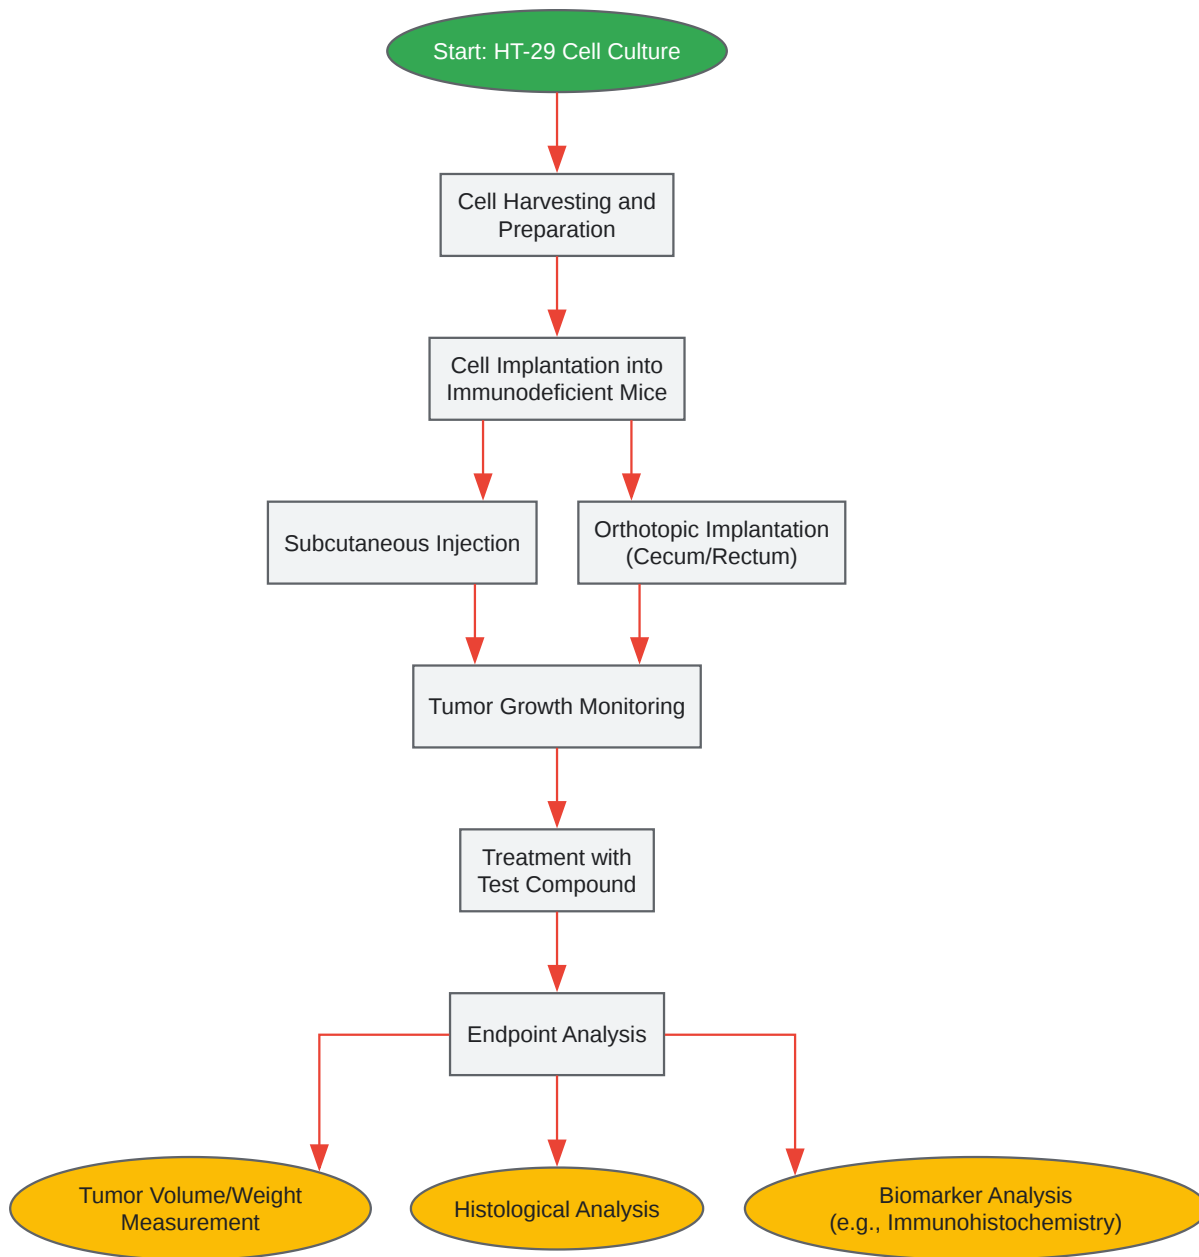 Start: HT-29 Cell Culture
Cell Harvesting and
Preparation
Cell Implantation into
Immunodeficient Mice
Subcutaneous Injection
Orthotopic Implantation
(Cecum/Rectum)
Tumor Growth Monitoring
Treatment with
Test Compound
Endpoint Analysis
Tumor Volume/Weight
Measurement
Histological Analysis
Biomarker Analysis
(e.g., Immunohistochemistry)